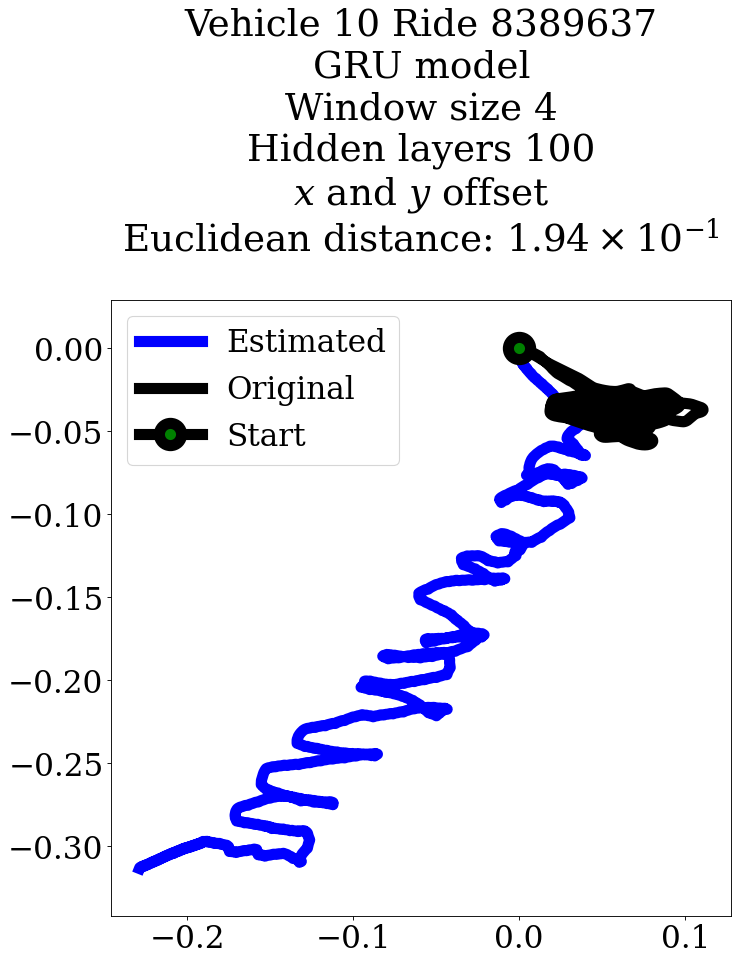 Vehicle 10 Ride 8389637
GRU model
Window size 4
Hidden layers 100
x and y offset
Euclidean distance: 1.94 × 10⁻¹
Estimated
Original
Start
0.00
−0.05
−0.10
−0.15
−0.20
−0.25
−0.30
−0.2
−0.1
0.0
0.1